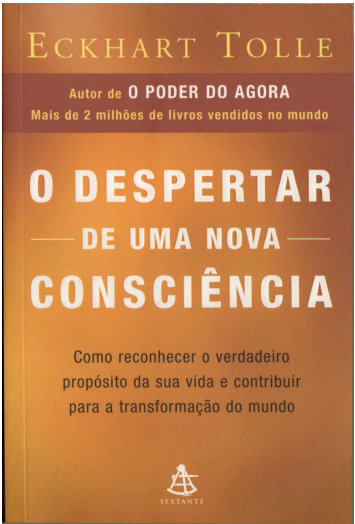 ECKHART TOLLE
Autor de O PODER DO AGORA
Mais de 2 milhões de livros vendidos no mundo
O DESPERTAR
DE UMA NOVA
CONSCIÊNCIA
Como reconhecer o verdadeiro
propósito da sua vida e contribuir
para a transformação do mundo
SEXTANTE